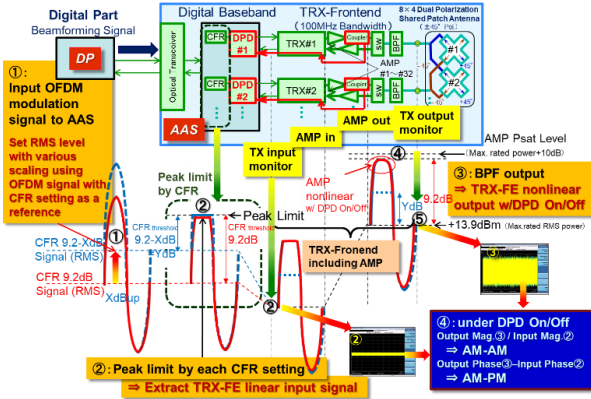 Digital Part
Beamforming Signal
DP
Digital Baseband
TRX-Frontend
(100MHz Bandwidth)
8×4 Dual Polarization
Shared Patch Antenna
(±45° Pol.)
Optical Transceiver
CFR
DPD
#1
TRX#1
Coupler
SW
BPF
#1
CFR
DPD
#2
TRX#2
Coupler
SW
BPF
#2
AMP
#1～#32
-45°
+45°
AAS
①:
Input OFDM
modulation
signal to AAS
Set RMS level
with various
scaling using
OFDM signal with
CFR setting as a
reference
TX input
monitor
AMP in
AMP out
TX output
monitor
Peak limit
by CFR
②
Peak Limit
CFR threshold
9.2-XdB
CFR threshold
9.2dB
YdB
①
CFR 9.2-XdB
Signal (RMS)
CFR 9.2dB
Signal (RMS)
XdBup
AMP
nonlinear
w/DPD On/Off
④
AMP Psat Level
(Max. rated power+10dB)
9.2dB
YdB
⑤
+13.9dBm (Max.rated RMS power)
③: BPF output
⇒ TRX-FE nonlinear
output w/DPD On/Off
TRX-Fronend
including AMP
②
③
②
②: Peak limit by each CFR setting
⇒ Extract TRX-FE linear input signal
④: under DPD On/Off
Output Mag.③ / Input Mag.②
⇒ AM-AM
Output Phase③–Input Phase②
⇒ AM-PM